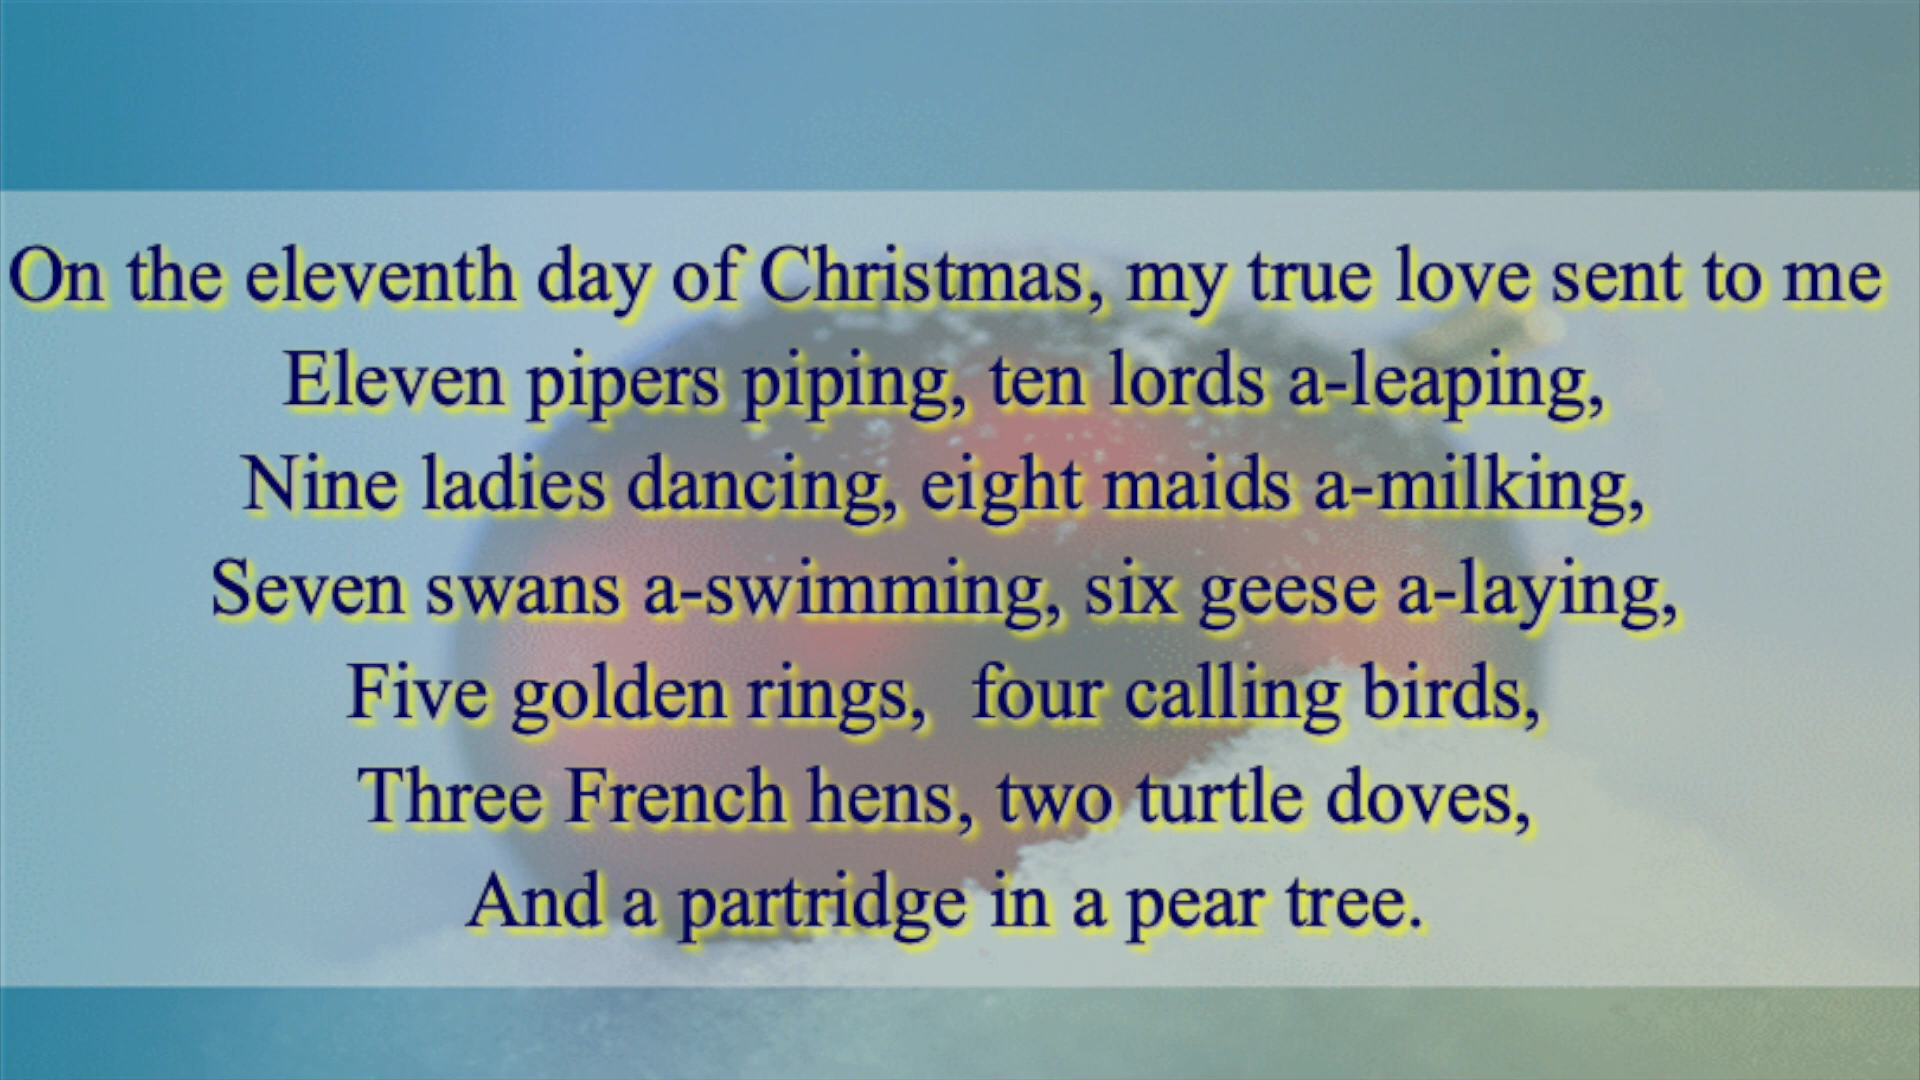 On the eleventh day of Christmas, my true love sent to me
Eleven pipers piping, ten lords a-leaping,
Nine ladies dancing, eight maids a-milking,
Seven swans a-swimming, six geese a-laying,
Five golden rings,  four calling birds,
Three French hens, two turtle doves,
And a partridge in a pear tree.